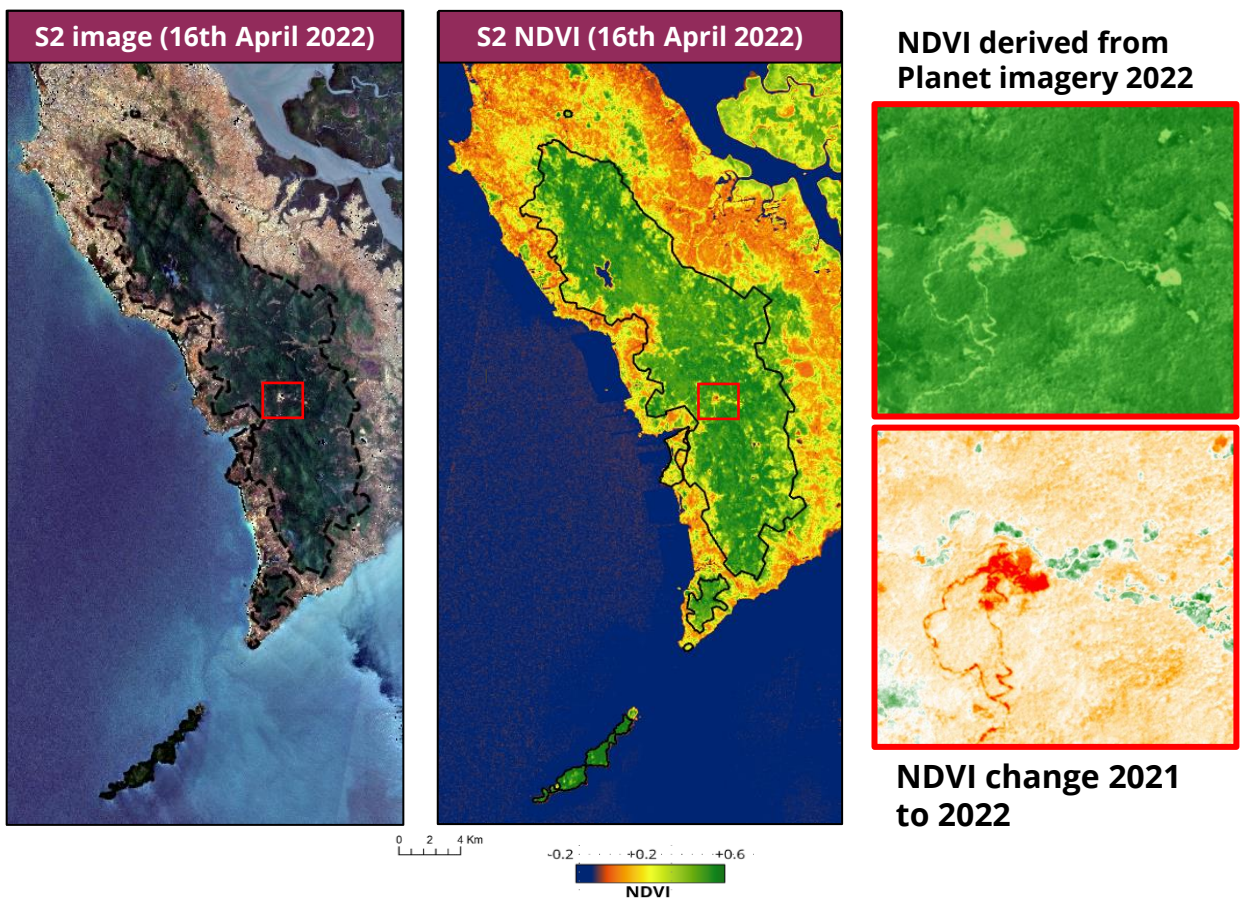 S2 image (16th April 2022)
S2 NDVI (16th April 2022)
NDVI derived from
Planet imagery 2022
NDVI change 2021
to 2022
0 2 4 Km
-0.2 +0.2 +0.6
NDVI